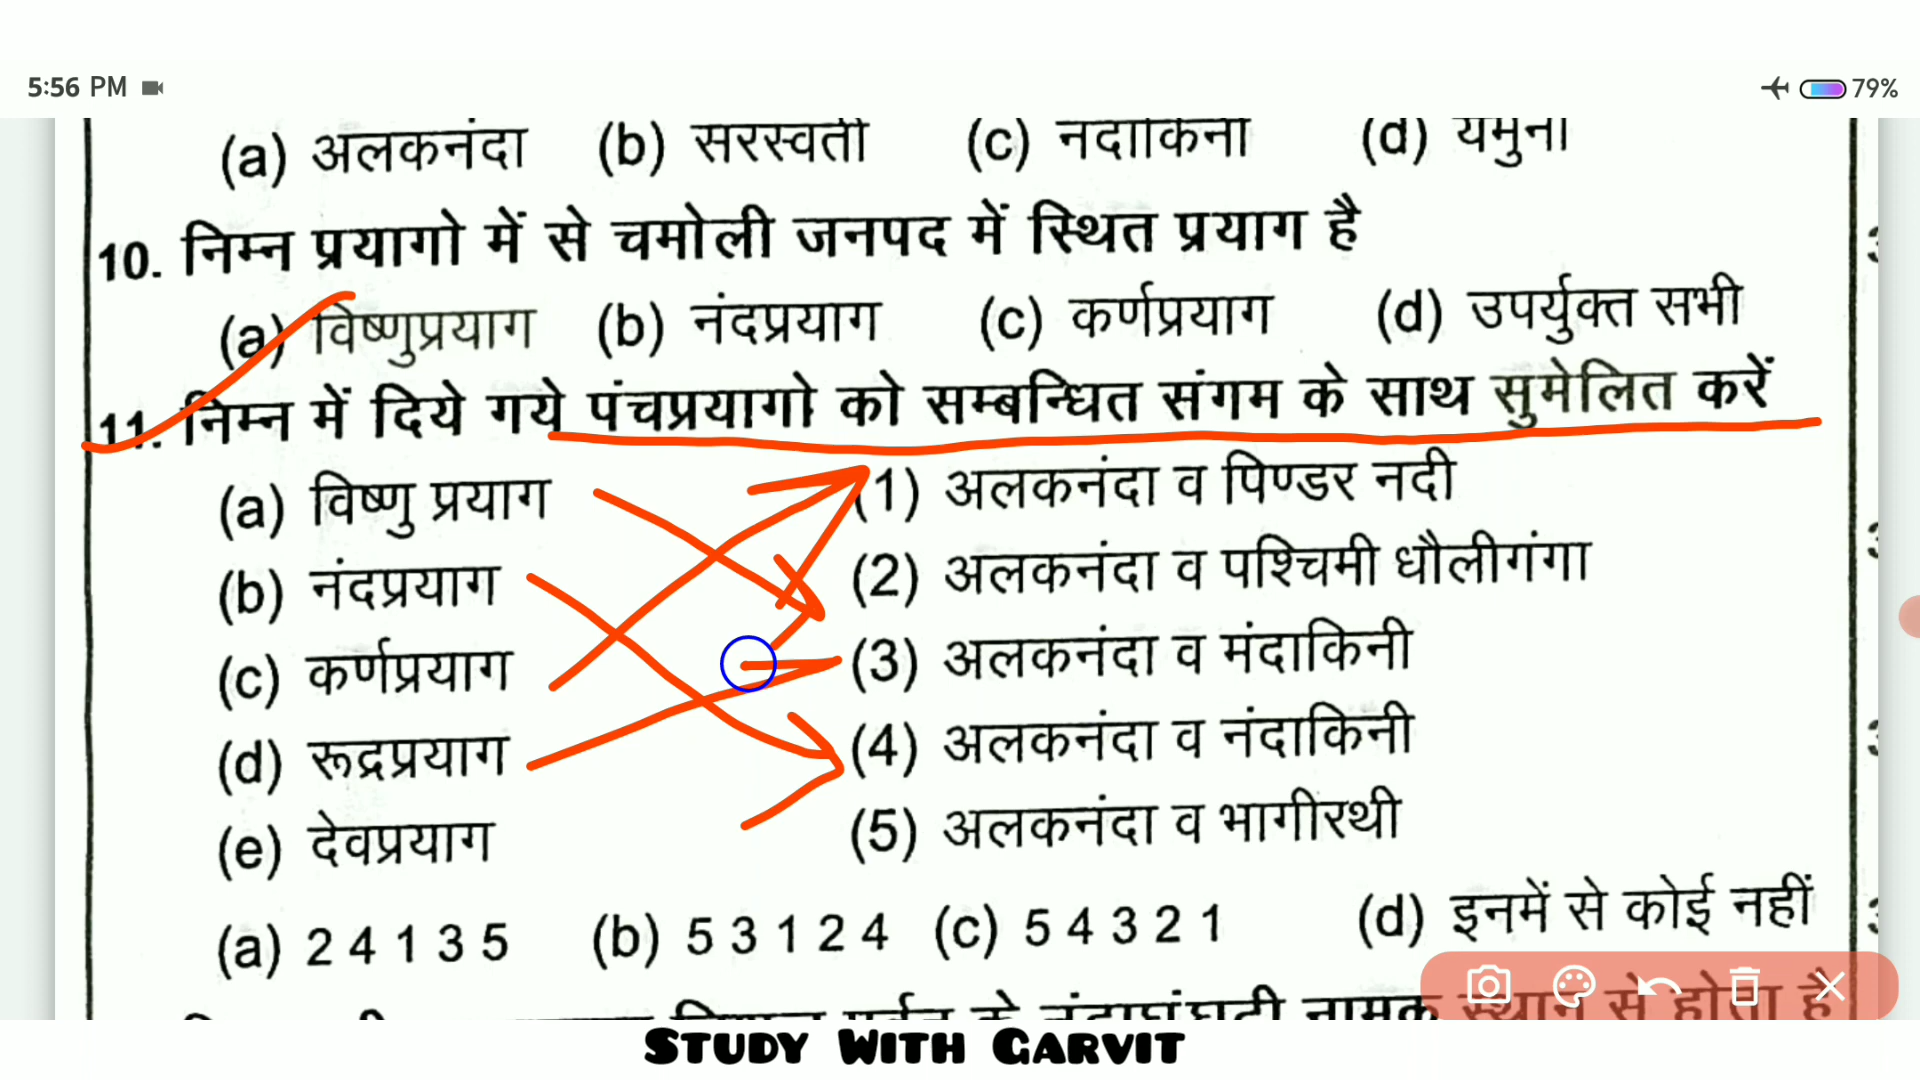 5:56 PM 79%
(a) अलकनंदा (b) सरस्वती (c) नदाकिनी (d) यमुना
10. निम्न प्रयागो में से चमोली जनपद में स्थित प्रयाग है
(a) विष्णुप्रयाग (b) नंदप्रयाग (c) कर्णप्रयाग (d) उपर्युक्त सभी
11. निम्न में दिये गये पंचप्रयागो को सम्बन्धित संगम के साथ सुमेलित करें
(a) विष्णु प्रयाग (1) अलकनंदा व पिण्डर नदी
(b) नंदप्रयाग (2) अलकनंदा व पश्चिमी धौलीगंगा
(c) कर्णप्रयाग (3) अलकनंदा व मंदाकिनी
(d) रूद्रप्रयाग (4) अलकनंदा व नंदाकिनी
(e) देवप्रयाग (5) अलकनंदा व भागीरथी
(a) 2 4 1 3 5 (b) 5 3 1 2 4 (c) 5 4 3 2 1 (d) इनमें से कोई नहीं
नामक स्थान से होता है
STUDY WITH GARVIT